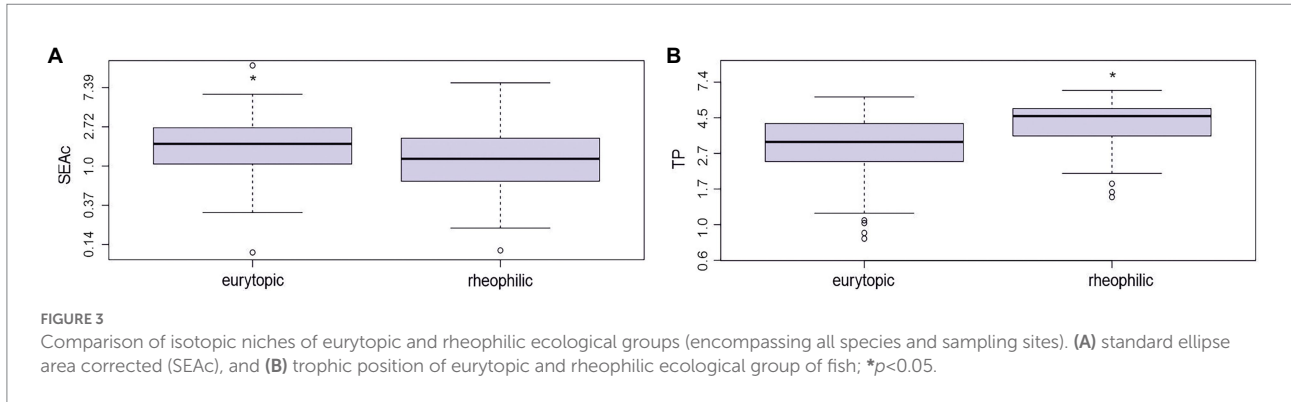 A
B
*
*
7.39
2.72
1.0
0.37
0.14
SEAc
eurytopic
rheophilic
7.4
4.5
2.7
1.7
1.0
0.6
TP
eurytopic
rheophilic
FIGURE 3
Comparison of isotopic niches of eurytopic and rheophilic ecological groups (encompassing all species and sampling sites). (A) standard ellipse
area corrected (SEAc), and (B) trophic position of eurytopic and rheophilic ecological group of fish; *p<0.05.